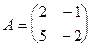 A = (2 -1
5 -2)